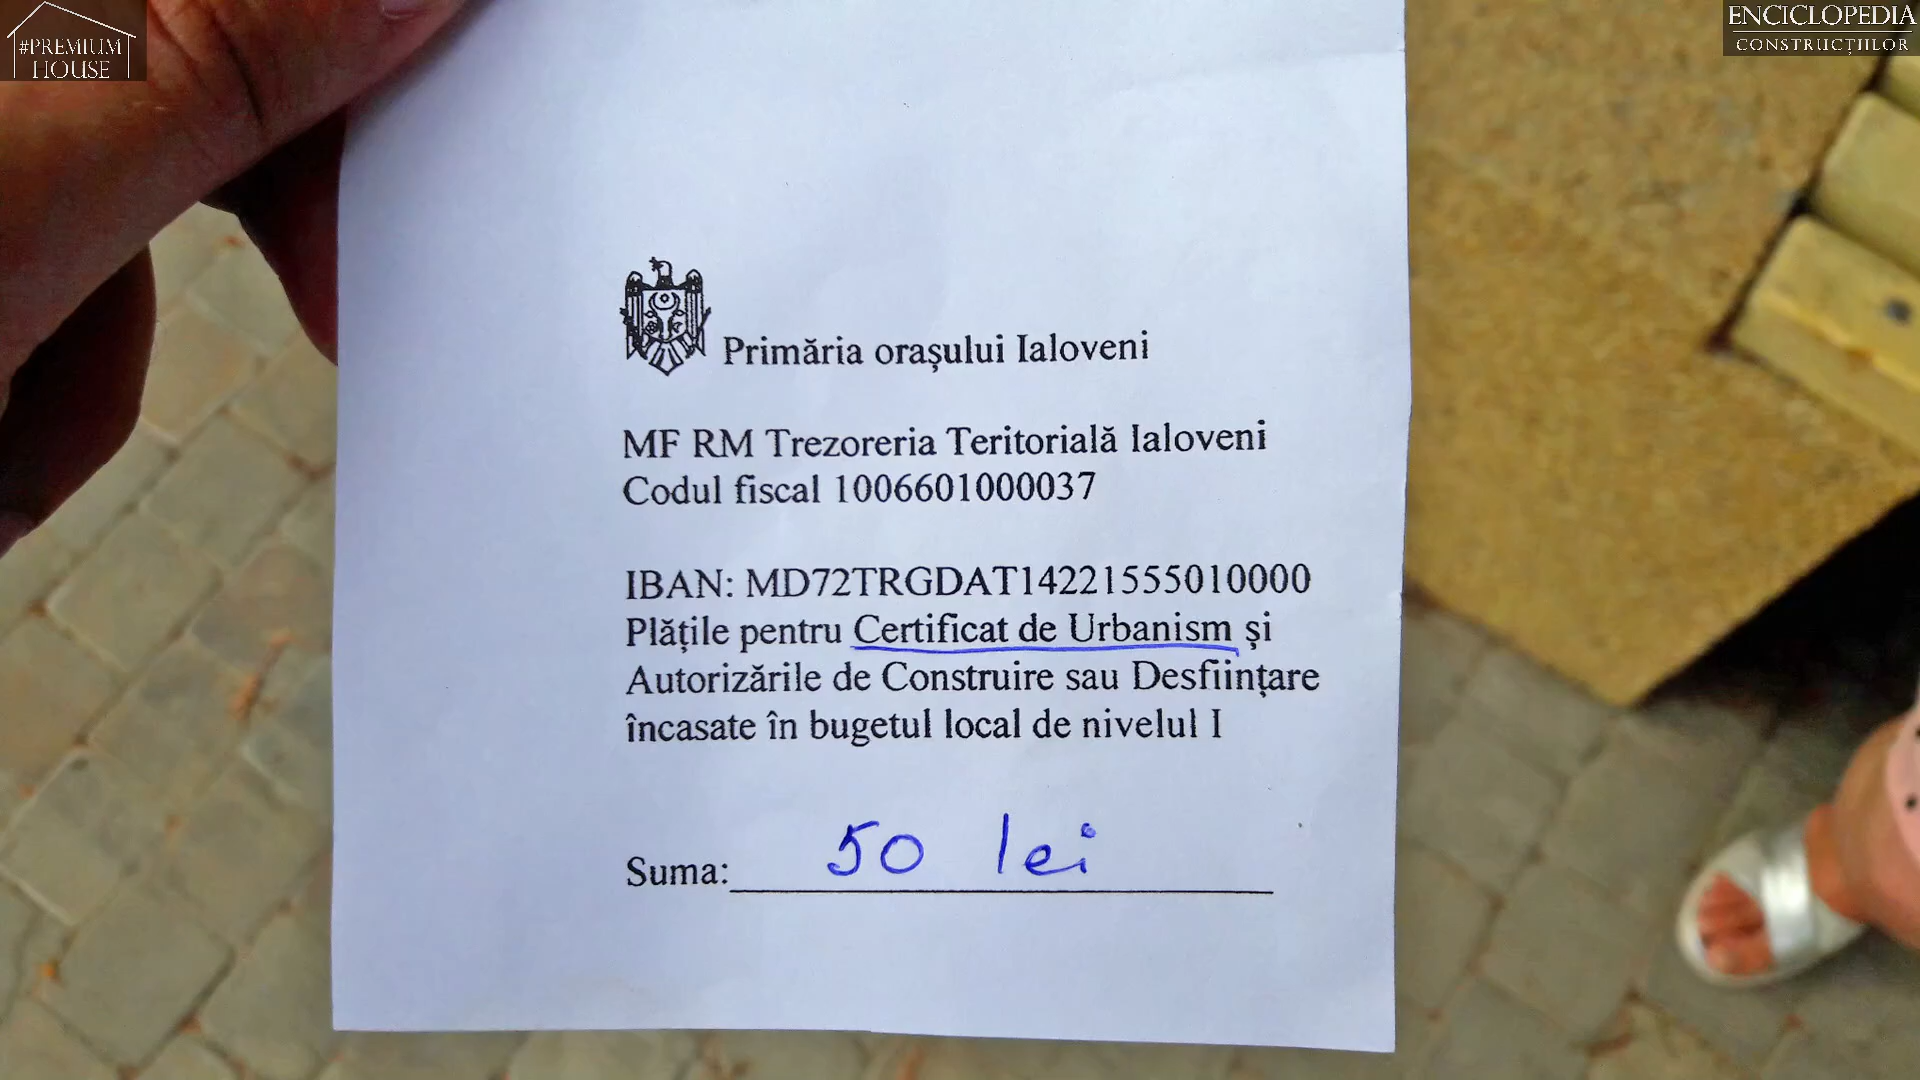 #PREMIUM
HOUSE
ENCICLOPEDIA
CONSTRUCȚIILOR
Primăria orașului Ialoveni
MF RM Trezoreria Teritorială Ialoveni
Codul fiscal 1006601000037
IBAN: MD72TRGDAT14221555010000
Plățile pentru Certificat de Urbanism și
Autorizările de Construire sau Desființare
încasate în bugetul local de nivelul I
Suma: 50 lei